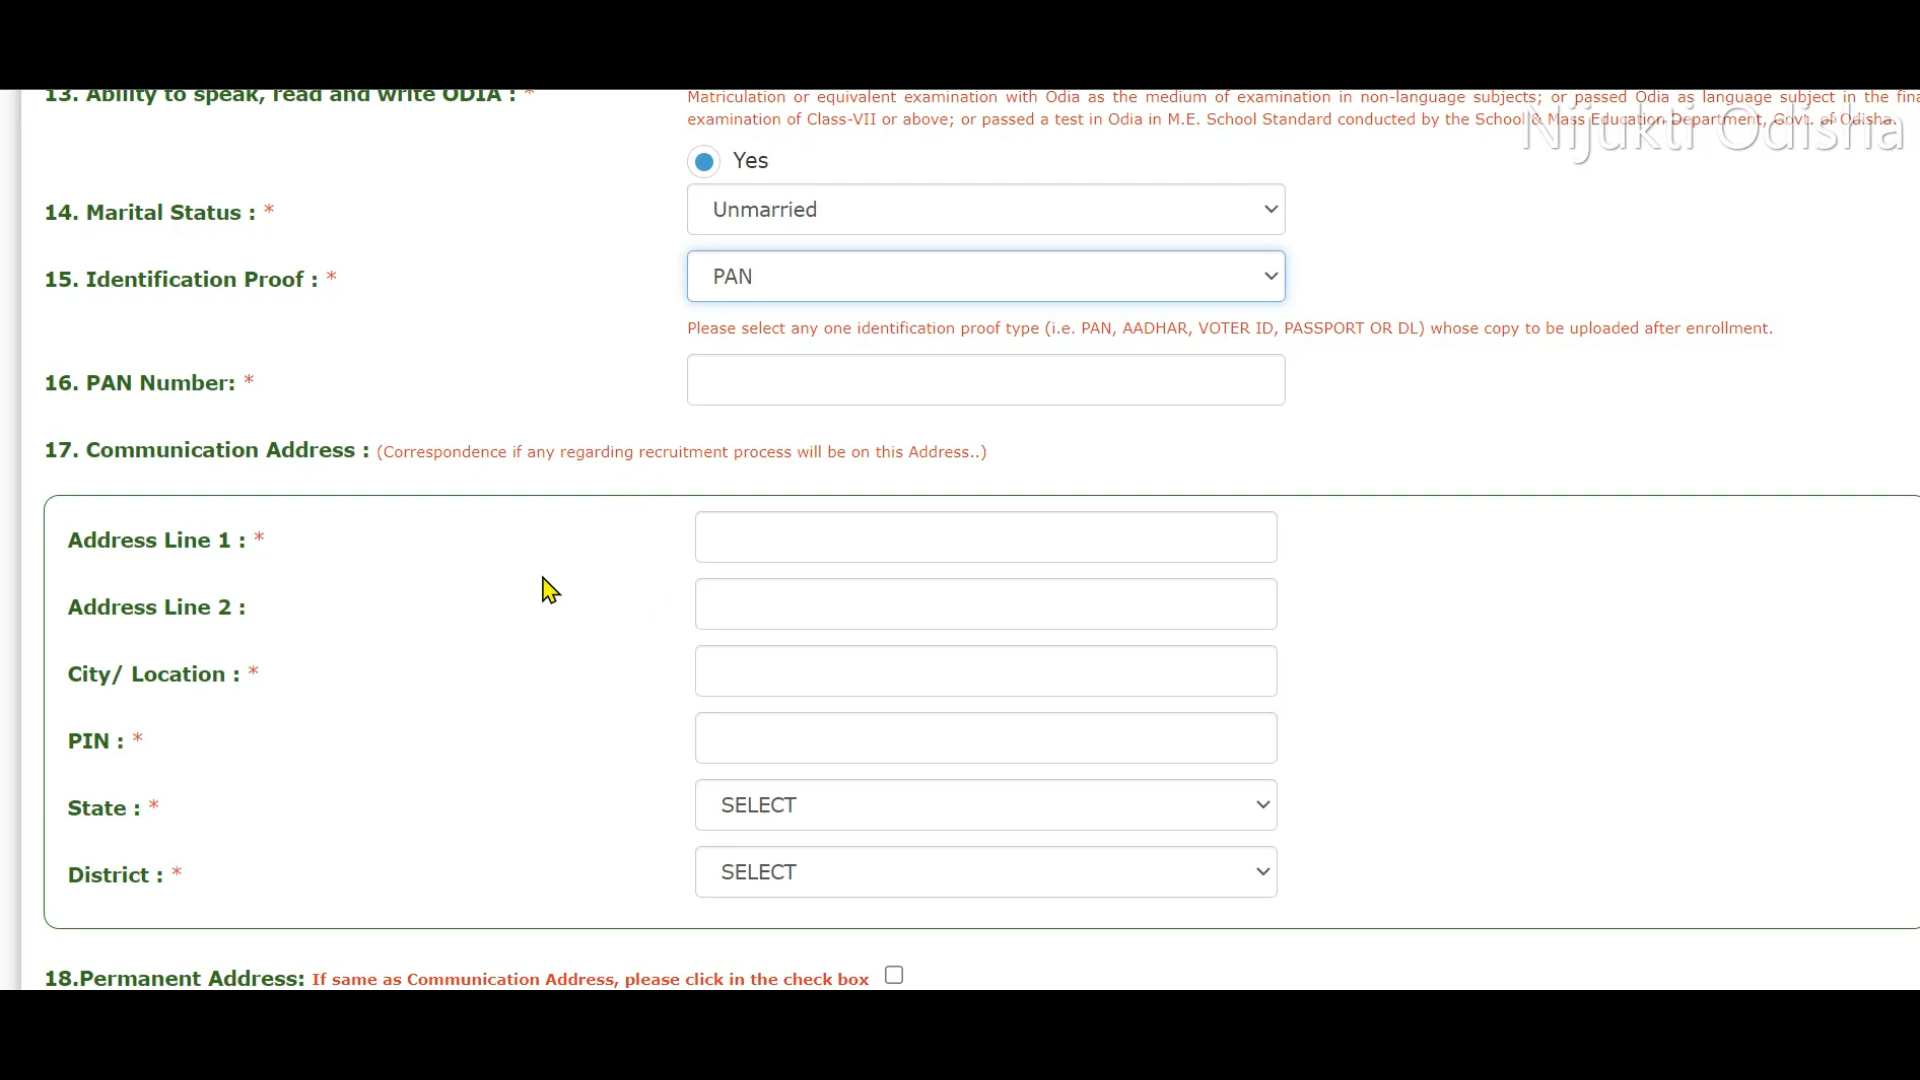 13. Ability to speak, read and write ODIA : *
Matriculation or equivalent examination with Odia as the medium of examination in non-language subjects; or passed Odia as language subject in the
examination of Class-VII or above; or passed a test in Odia in M.E. School Standard conducted by the School & Mass Education Department, Govt. of Odisha.
Nijukti Odisha
Yes
14. Marital Status : *
Unmarried
15. Identification Proof : *
PAN
Please select any one identification proof type (i.e. PAN, AADHAR, VOTER ID, PASSPORT OR DL) whose copy to be uploaded after enrollment.
16. PAN Number: *
17. Communication Address : (Correspondence if any regarding recruitment process will be on this Address..)
Address Line 1 : *
Address Line 2 :
City/ Location : *
PIN : *
State : *
SELECT
District : *
SELECT
18.Permanent Address: If same as Communication Address, please click in the check box